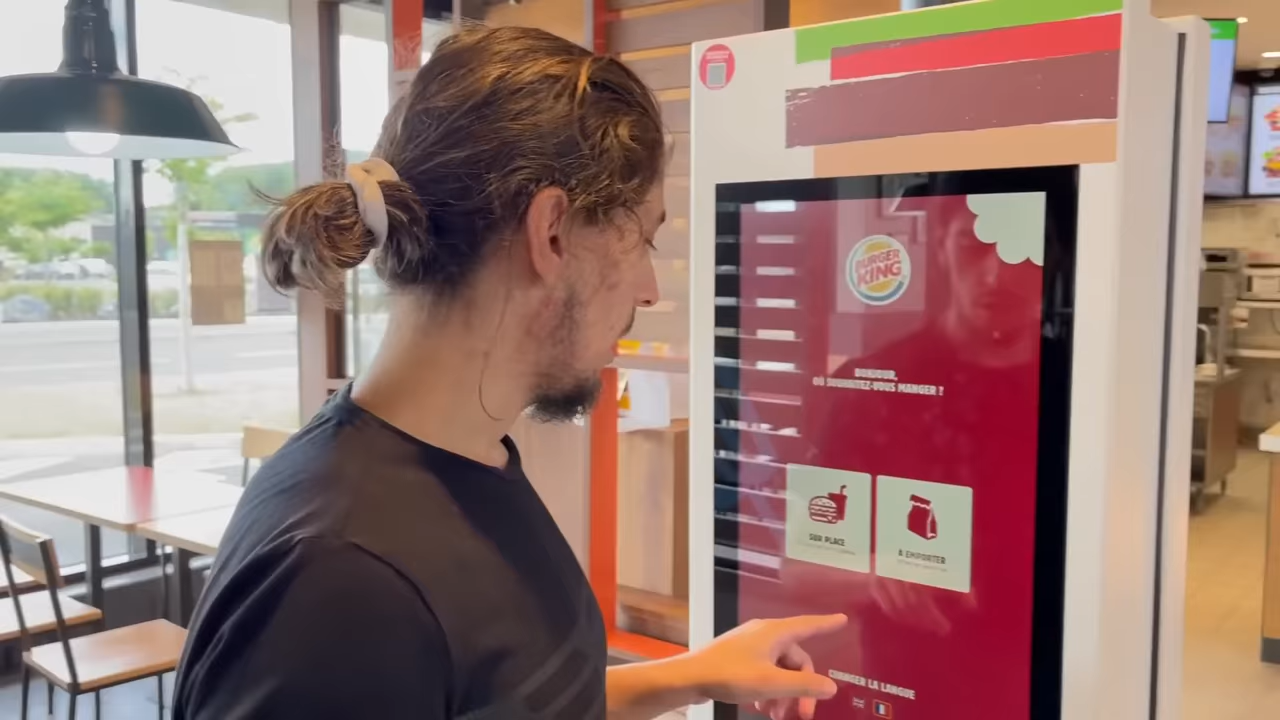 BURGER
KING
BONJOUR,
OÙ SOUHAITEZ-VOUS MANGER ?
SUR PLACE
À EMPORTER
CHANGER LA LANGUE